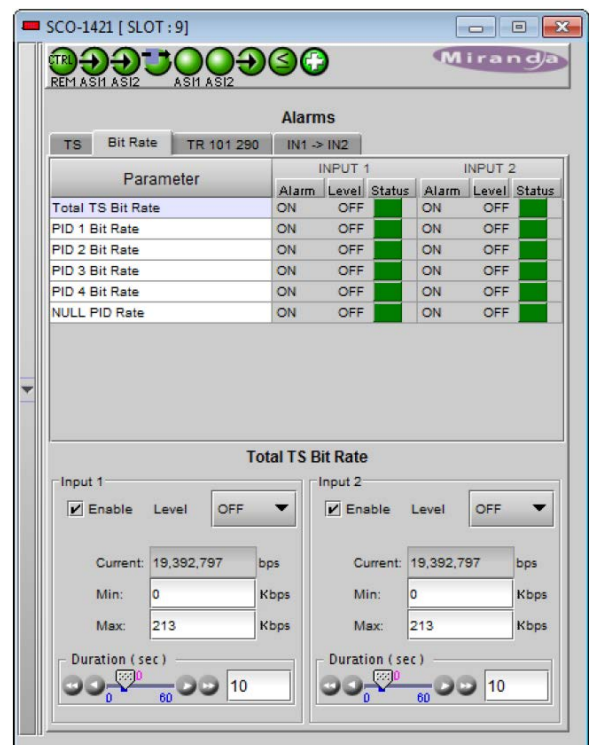 SCO-1421 [ SLOT : 9]
CTRL
REM ASI1 ASI2 ASI1 ASI2
Miranda
Alarms
TS Bit Rate TR 101 290 IN1 -> IN2
Parameter INPUT 1 INPUT 2
Alarm Level Status Alarm Level Status
Total TS Bit Rate ON OFF ON OFF
PID 1 Bit Rate ON OFF ON OFF
PID 2 Bit Rate ON OFF ON OFF
PID 3 Bit Rate ON OFF ON OFF
PID 4 Bit Rate ON OFF ON OFF
NULL PID Rate ON OFF ON OFF
Total TS Bit Rate
Input 1
Enable Level OFF
Current: 19,392,797 bps
Min: 0 Kbps
Max: 213 Kbps
Duration ( sec )
0 60 10
Input 2
Enable Level OFF
Current: 19,392,797 bps
Min: 0 Kbps
Max: 213 Kbps
Duration ( sec )
0 60 10